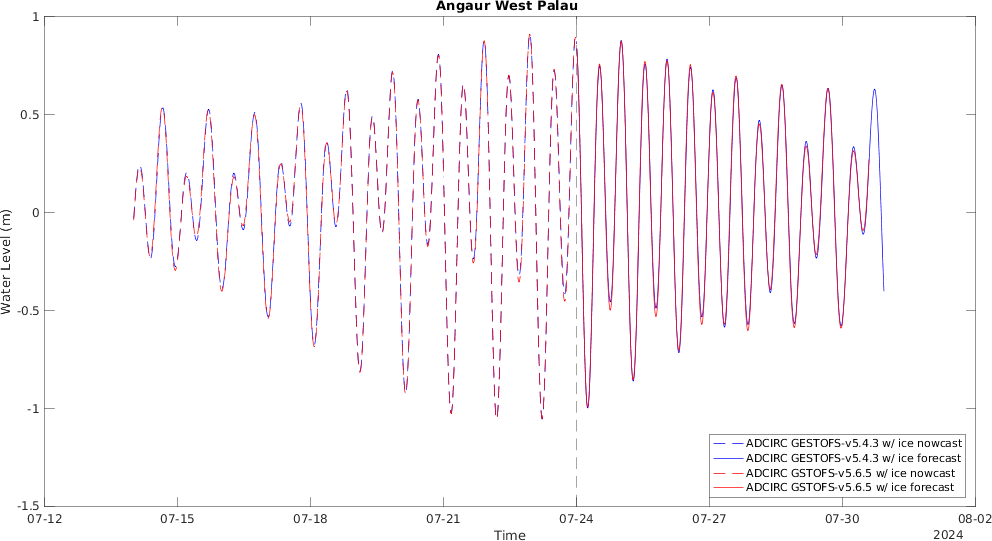 Angaur West Palau
1
0.5
0
-0.5
-1
-1.5
Water Level (m)
07-12
07-15
07-18
07-21
07-24
07-27
07-30
08-02
Time
2024
ADCIRC GESTOFS-v5.4.3 w/ ice nowcast
ADCIRC GESTOFS-v5.4.3 w/ ice forecast
ADCIRC GSTOFS-v5.6.5 w/ ice nowcast
ADCIRC GSTOFS-v5.6.5 w/ ice forecast